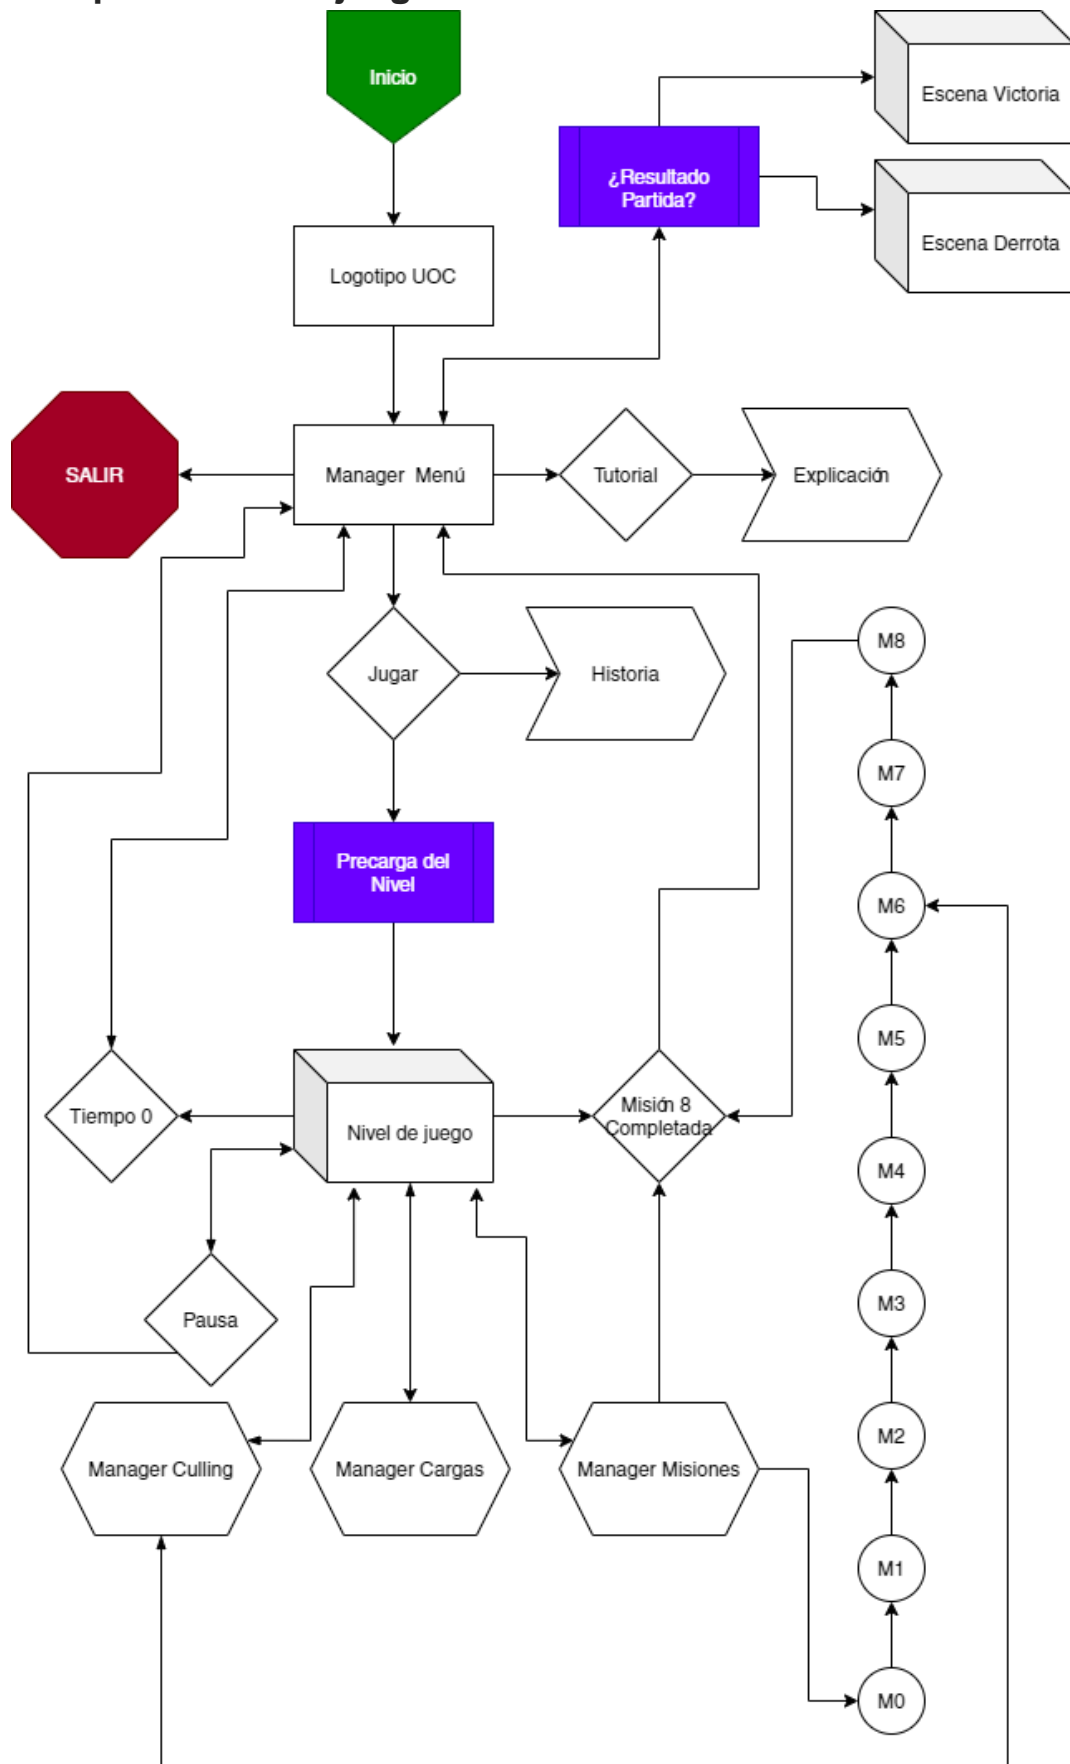 Inicio
Escena Victoria
¿Resultado
Partida?
Escena Derrota
Logotipo UOC
SALIR
Manager Menú
Tutorial
Explicación
Jugar
Historia
M8
M7
Precarga del
Nivel
M6
M5
Tiempo 0
Nivel de juego
Misión 8
Completada
M4
Pausa
M3
M2
Manager Culling
Manager Cargas
Manager Misiones
M1
M0